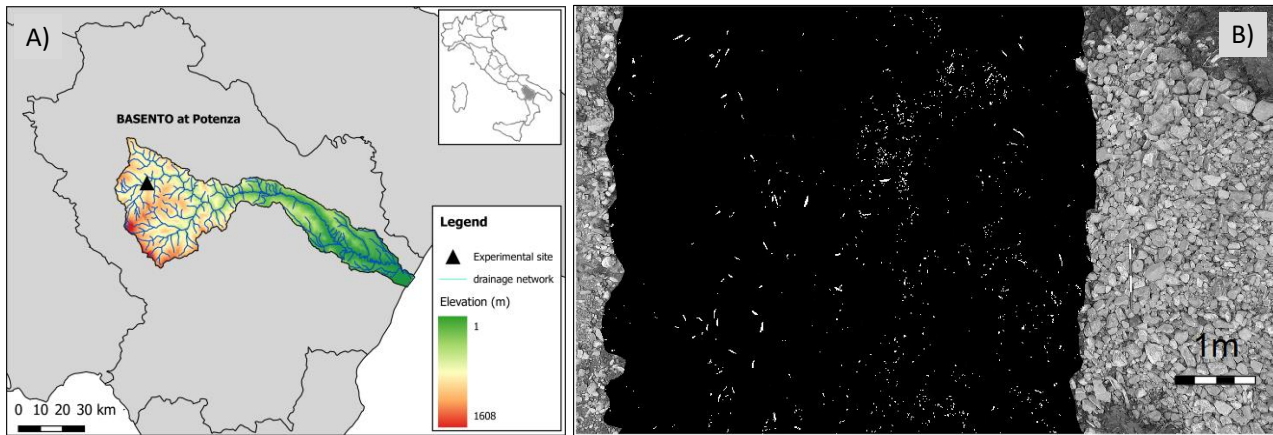 A)
BASENTO at Potenza
Legend
Experimental site
drainage network
Elevation (m)
1
1608
0 10 20 30 km
B)
1m